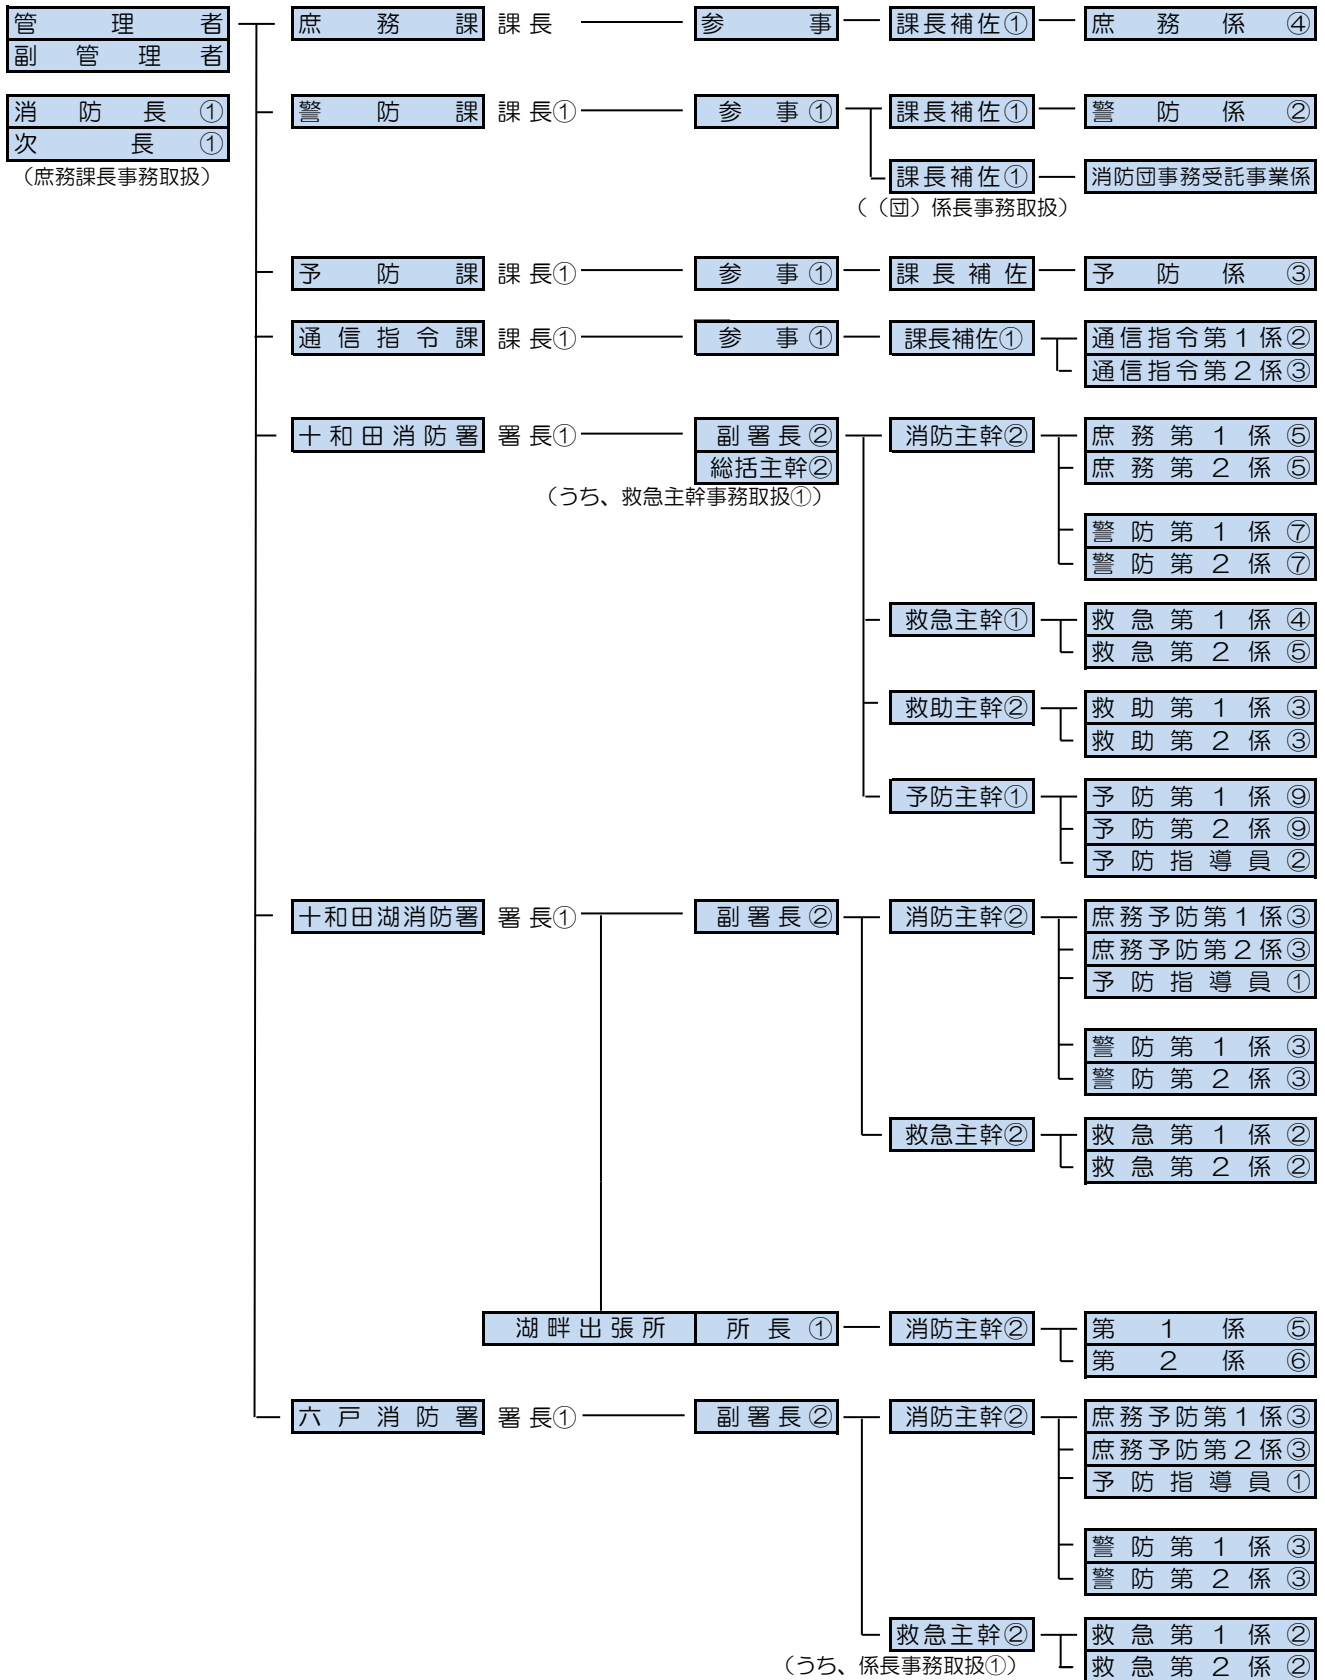 管理者 庶務課 課長 参事 課長補佐① 庶務係④
副管理者
消防長① 警防課 課長① 参事① 課長補佐① 警防係②
次長①
（庶務課長事務取扱） 課長補佐① 消防団事務受託事業係
（（団）係長事務取扱）
予防課 課長① 参事① 課長補佐 予防係③
通信指令課 課長① 参事① 課長補佐① 通信指令第１係②
通信指令第２係③
十和田消防署 署長① 副署長② 消防主幹② 庶務第１係⑤
総括主幹② 庶務第２係⑤
（うち、救急主幹事務取扱①）
警防第１係⑦
警防第２係⑦
救急主幹① 救急第１係④
救急第２係⑤
救助主幹② 救助第１係③
救助第２係③
予防主幹① 予防第１係⑨
予防第２係⑨
予防指導員②
十和田湖消防署 署長① 副署長② 消防主幹② 庶務予防第１係③
庶務予防第２係③
予防指導員①
警防第１係③
警防第２係③
救急主幹② 救急第１係②
救急第２係②
湖畔出張所 所長① 消防主幹② 第１係⑤
第２係⑥
六戸消防署 署長① 副署長② 消防主幹② 庶務予防第１係③
庶務予防第２係③
予防指導員①
警防第１係③
警防第２係③
救急主幹② 救急第１係②
（うち、係長事務取扱①） 救急第２係②